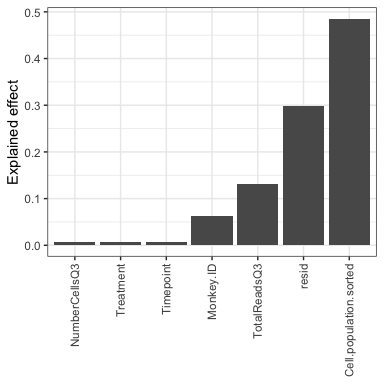 Explained effect
0.5
0.4
0.3
0.2
0.1
0.0
NumberCellsQ3
Treatment
Timepoint
Monkey.ID
TotalReadsQ3
resid
Cell.population.sorted